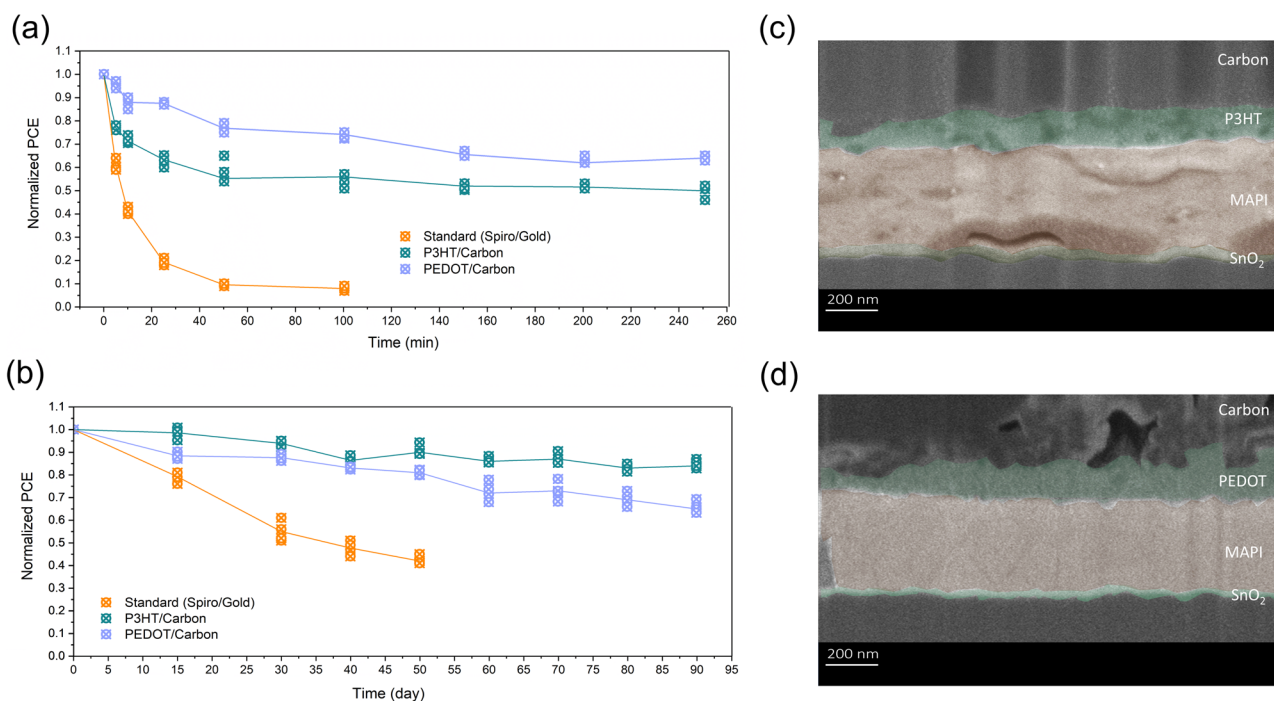 (a)
1.1
1.0
0.9
0.8
0.7
0.6
0.5
0.4
0.3
0.2
0.1
0.0
Normalized PCE
Standard (Spiro/Gold)
P3HT/Carbon
PEDOT/Carbon
0 20 40 60 80 100 120 140 160 180 200 220 240 260
Time (min)
(b)
1.1
1.0
0.9
0.8
0.7
0.6
0.5
0.4
0.3
0.2
0.1
0.0
Normalized PCE
Standard (Spiro/Gold)
P3HT/Carbon
PEDOT/Carbon
0 5 10 15 20 25 30 35 40 45 50 55 60 65 70 75 80 85 90 95
Time (day)
(c)
Carbon
P3HT
MAPI
SnO₂
200 nm
(d)
Carbon
PEDOT
MAPI
SnO₂
200 nm